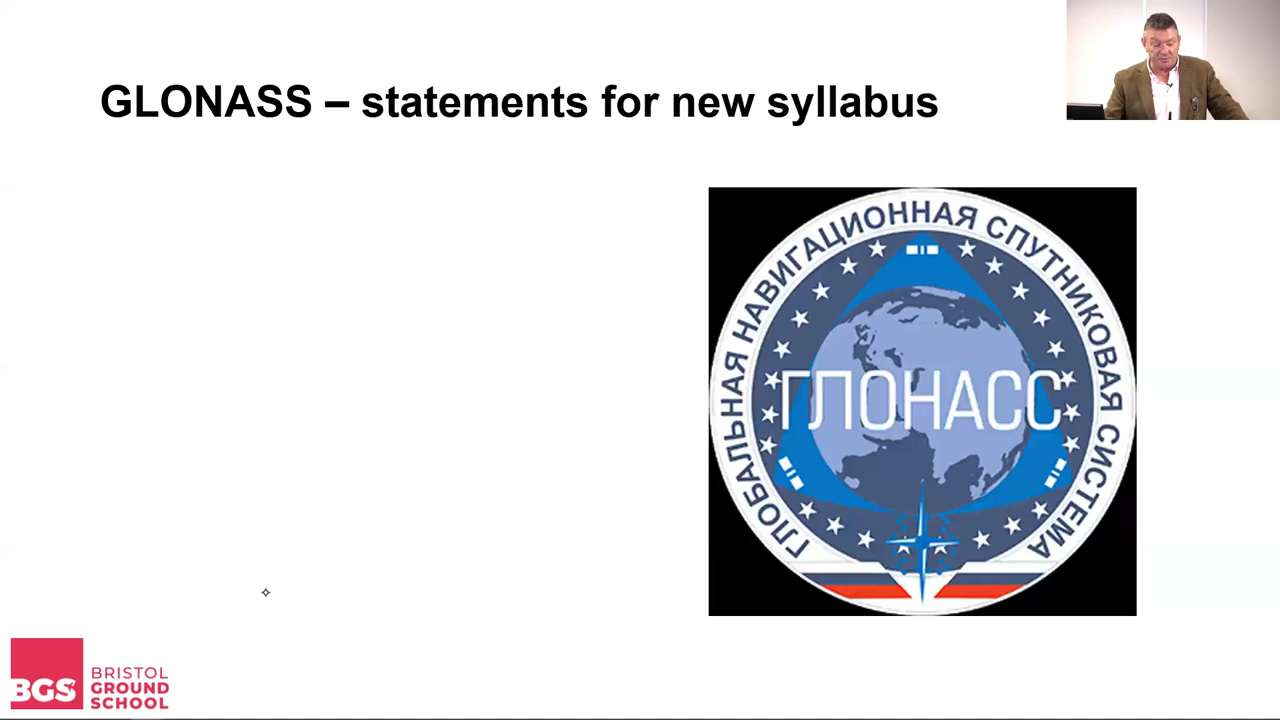 GLONASS – statements for new syllabus
ГЛОБАЛЬНАЯ НАВИГАЦИОННАЯ СПУТНИКОВАЯ СИСТЕМА
ГЛОНАСС
BGS
BRISTOL
GROUND
SCHOOL